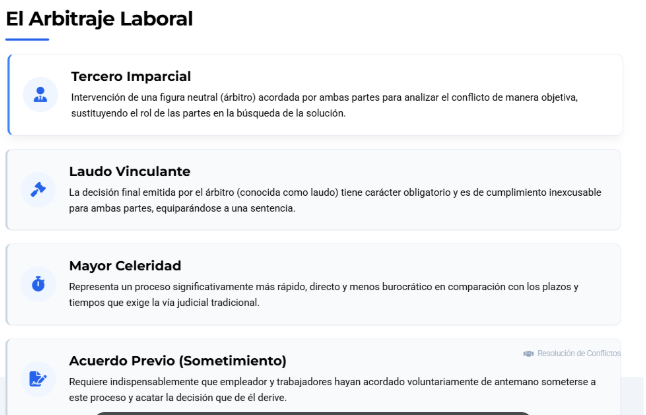 El Arbitraje Laboral
Tercero Imparcial
Intervención de una figura neutral (árbitro) acordada por ambas partes para analizar el conflicto de manera objetiva,
sustituyendo el rol de las partes en la búsqueda de la solución.
Laudo Vinculante
La decisión final emitida por el árbitro (conocida como laudo) tiene carácter obligatorio y es de cumplimiento inexcusable
para ambas partes, equiparándose a una sentencia.
Mayor Celeridad
Representa un proceso significativamente más rápido, directo y menos burocrático en comparación con los plazos y
tiempos que exige la vía judicial tradicional.
Resolución de Conflictos
Acuerdo Previo (Sometimiento)
Requiere indispensablemente que empleador y trabajadores hayan acordado voluntariamente de antemano someterse a
este proceso y acatar la decisión que de él derive.